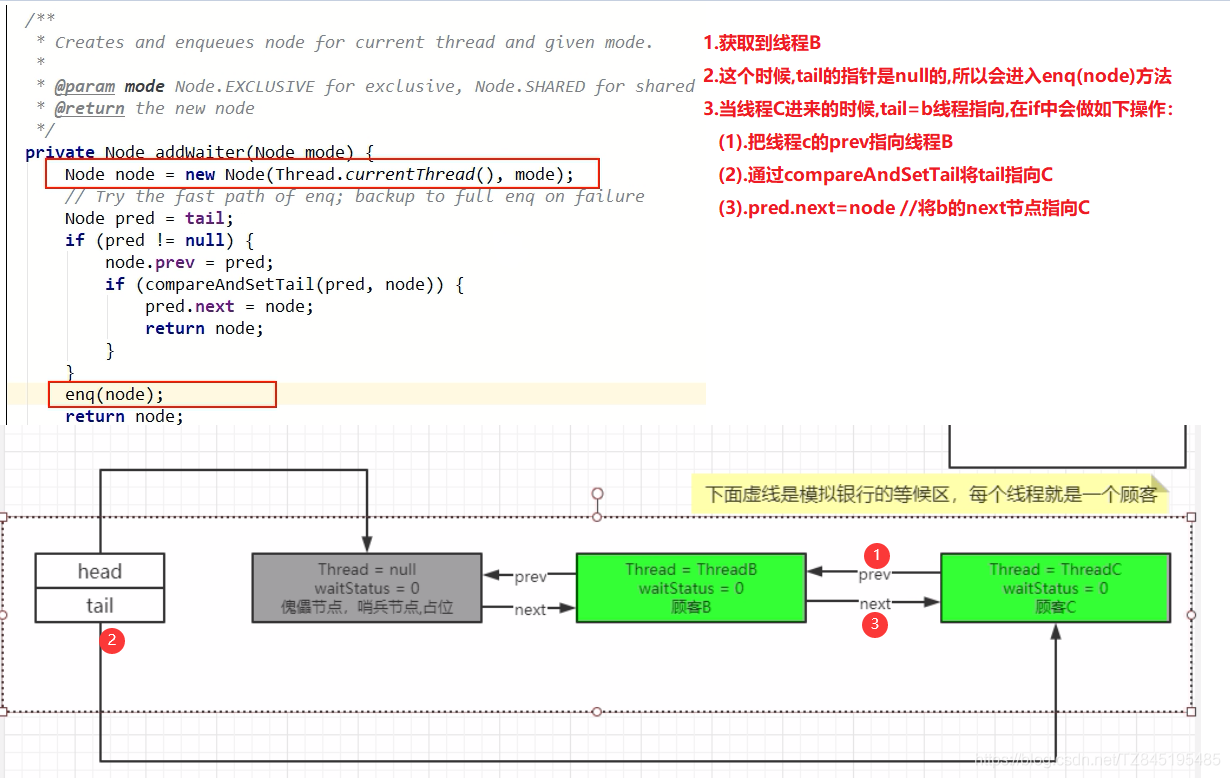 /**
* Creates and enqueues node for current thread and given mode.
*
* @param mode Node.EXCLUSIVE for exclusive, Node.SHARED for shared
* @return the new node
*/
private Node addWaiter(Node mode) {
Node node = new Node(Thread.currentThread(), mode);
// Try the fast path of enq; backup to full enq on failure
Node pred = tail;
if (pred != null) {
node.prev = pred;
if (compareAndSetTail(pred, node)) {
pred.next = node;
return node;
}
}
enq(node);
return node;
1.获取到线程B
2.这个时候,tail的指针是null的,所以会进入enq(node)方法
3.当线程C进来的时候,tail=b线程指向,在if中会做如下操作:
(1).把线程c的prev指向线程B
(2).通过compareAndSetTail将tail指向C
(3).pred.next=node //将b的next节点指向C
下面虚线是模拟银行的等候区，每个线程就是一个顾客
head
tail
2
Thread = null
waitStatus = 0
傀儡节点，哨兵节点,占位
prev
next
Thread = ThreadB
waitStatus = 0
顾客B
1
prev
next
3
Thread = ThreadC
waitStatus = 0
顾客C
https://blog.csdn.net/TZ845195485